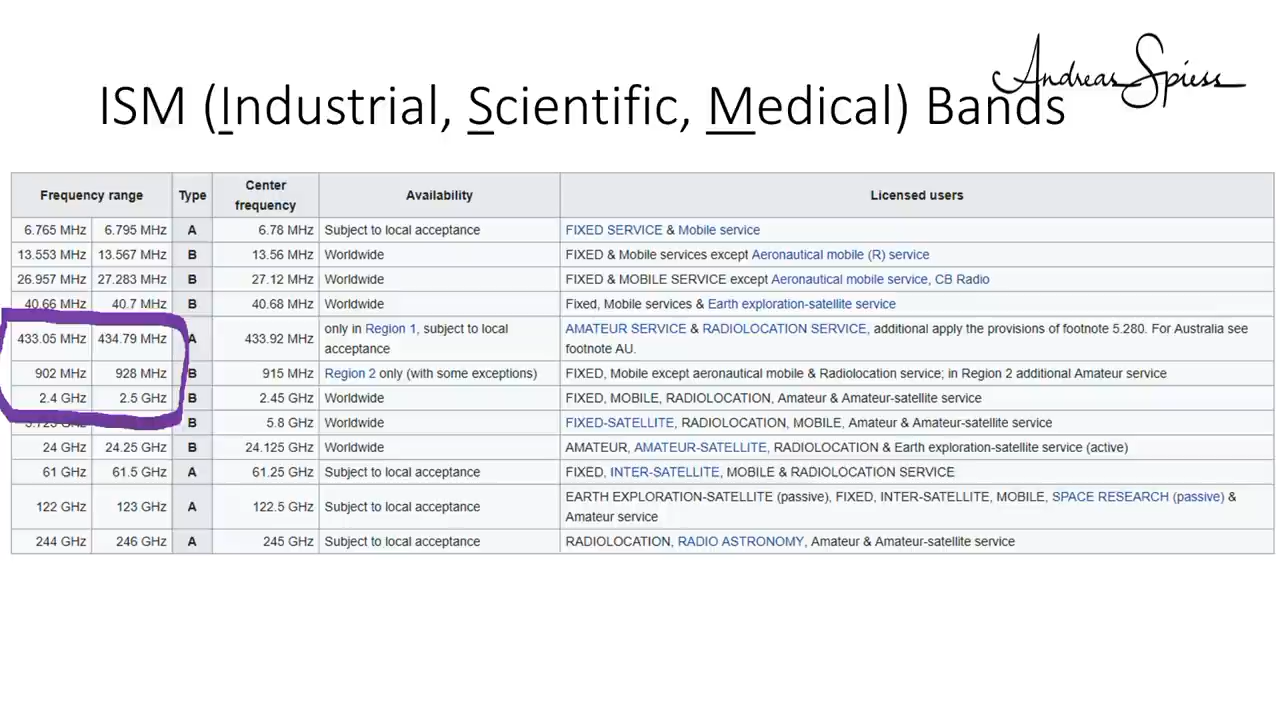 Andreas Spiess
ISM (Industrial, Scientific, Medical) Bands
Frequency range Type Center frequency Availability Licensed users
6.765 MHz 6.795 MHz A 6.78 MHz Subject to local acceptance FIXED SERVICE & Mobile service
13.553 MHz 13.567 MHz B 13.56 MHz Worldwide FIXED & Mobile services except Aeronautical mobile (R) service
26.957 MHz 27.283 MHz B 27.12 MHz Worldwide FIXED & MOBILE SERVICE except Aeronautical mobile service, CB Radio
40.66 MHz 40.7 MHz B 40.68 MHz Worldwide Fixed, Mobile services & Earth exploration-satellite service
433.05 MHz 434.79 MHz A 433.92 MHz only in Region 1, subject to local acceptance AMATEUR SERVICE & RADIOLOCATION SERVICE, additional apply the provisions of footnote 5.280. For Australia see footnote AU.
902 MHz 928 MHz B 915 MHz Region 2 only (with some exceptions) FIXED, Mobile except aeronautical mobile & Radiolocation service; in Region 2 additional Amateur service
2.4 GHz 2.5 GHz B 2.45 GHz Worldwide FIXED, MOBILE, RADIOLOCATION, Amateur & Amateur-satellite service
5.725 GHz B 5.8 GHz Worldwide FIXED-SATELLITE, RADIOLOCATION, MOBILE, Amateur & Amateur-satellite service
24 GHz 24.25 GHz B 24.125 GHz Worldwide AMATEUR, AMATEUR-SATELLITE, RADIOLOCATION & Earth exploration-satellite service (active)
61 GHz 61.5 GHz A 61.25 GHz Subject to local acceptance FIXED, INTER-SATELLITE, MOBILE & RADIOLOCATION SERVICE
122 GHz 123 GHz A 122.5 GHz Subject to local acceptance EARTH EXPLORATION-SATELLITE (passive), FIXED, INTER-SATELLITE, MOBILE, SPACE RESEARCH (passive) & Amateur service
244 GHz 246 GHz A 245 GHz Subject to local acceptance RADIOLOCATION, RADIO ASTRONOMY, Amateur & Amateur-satellite service